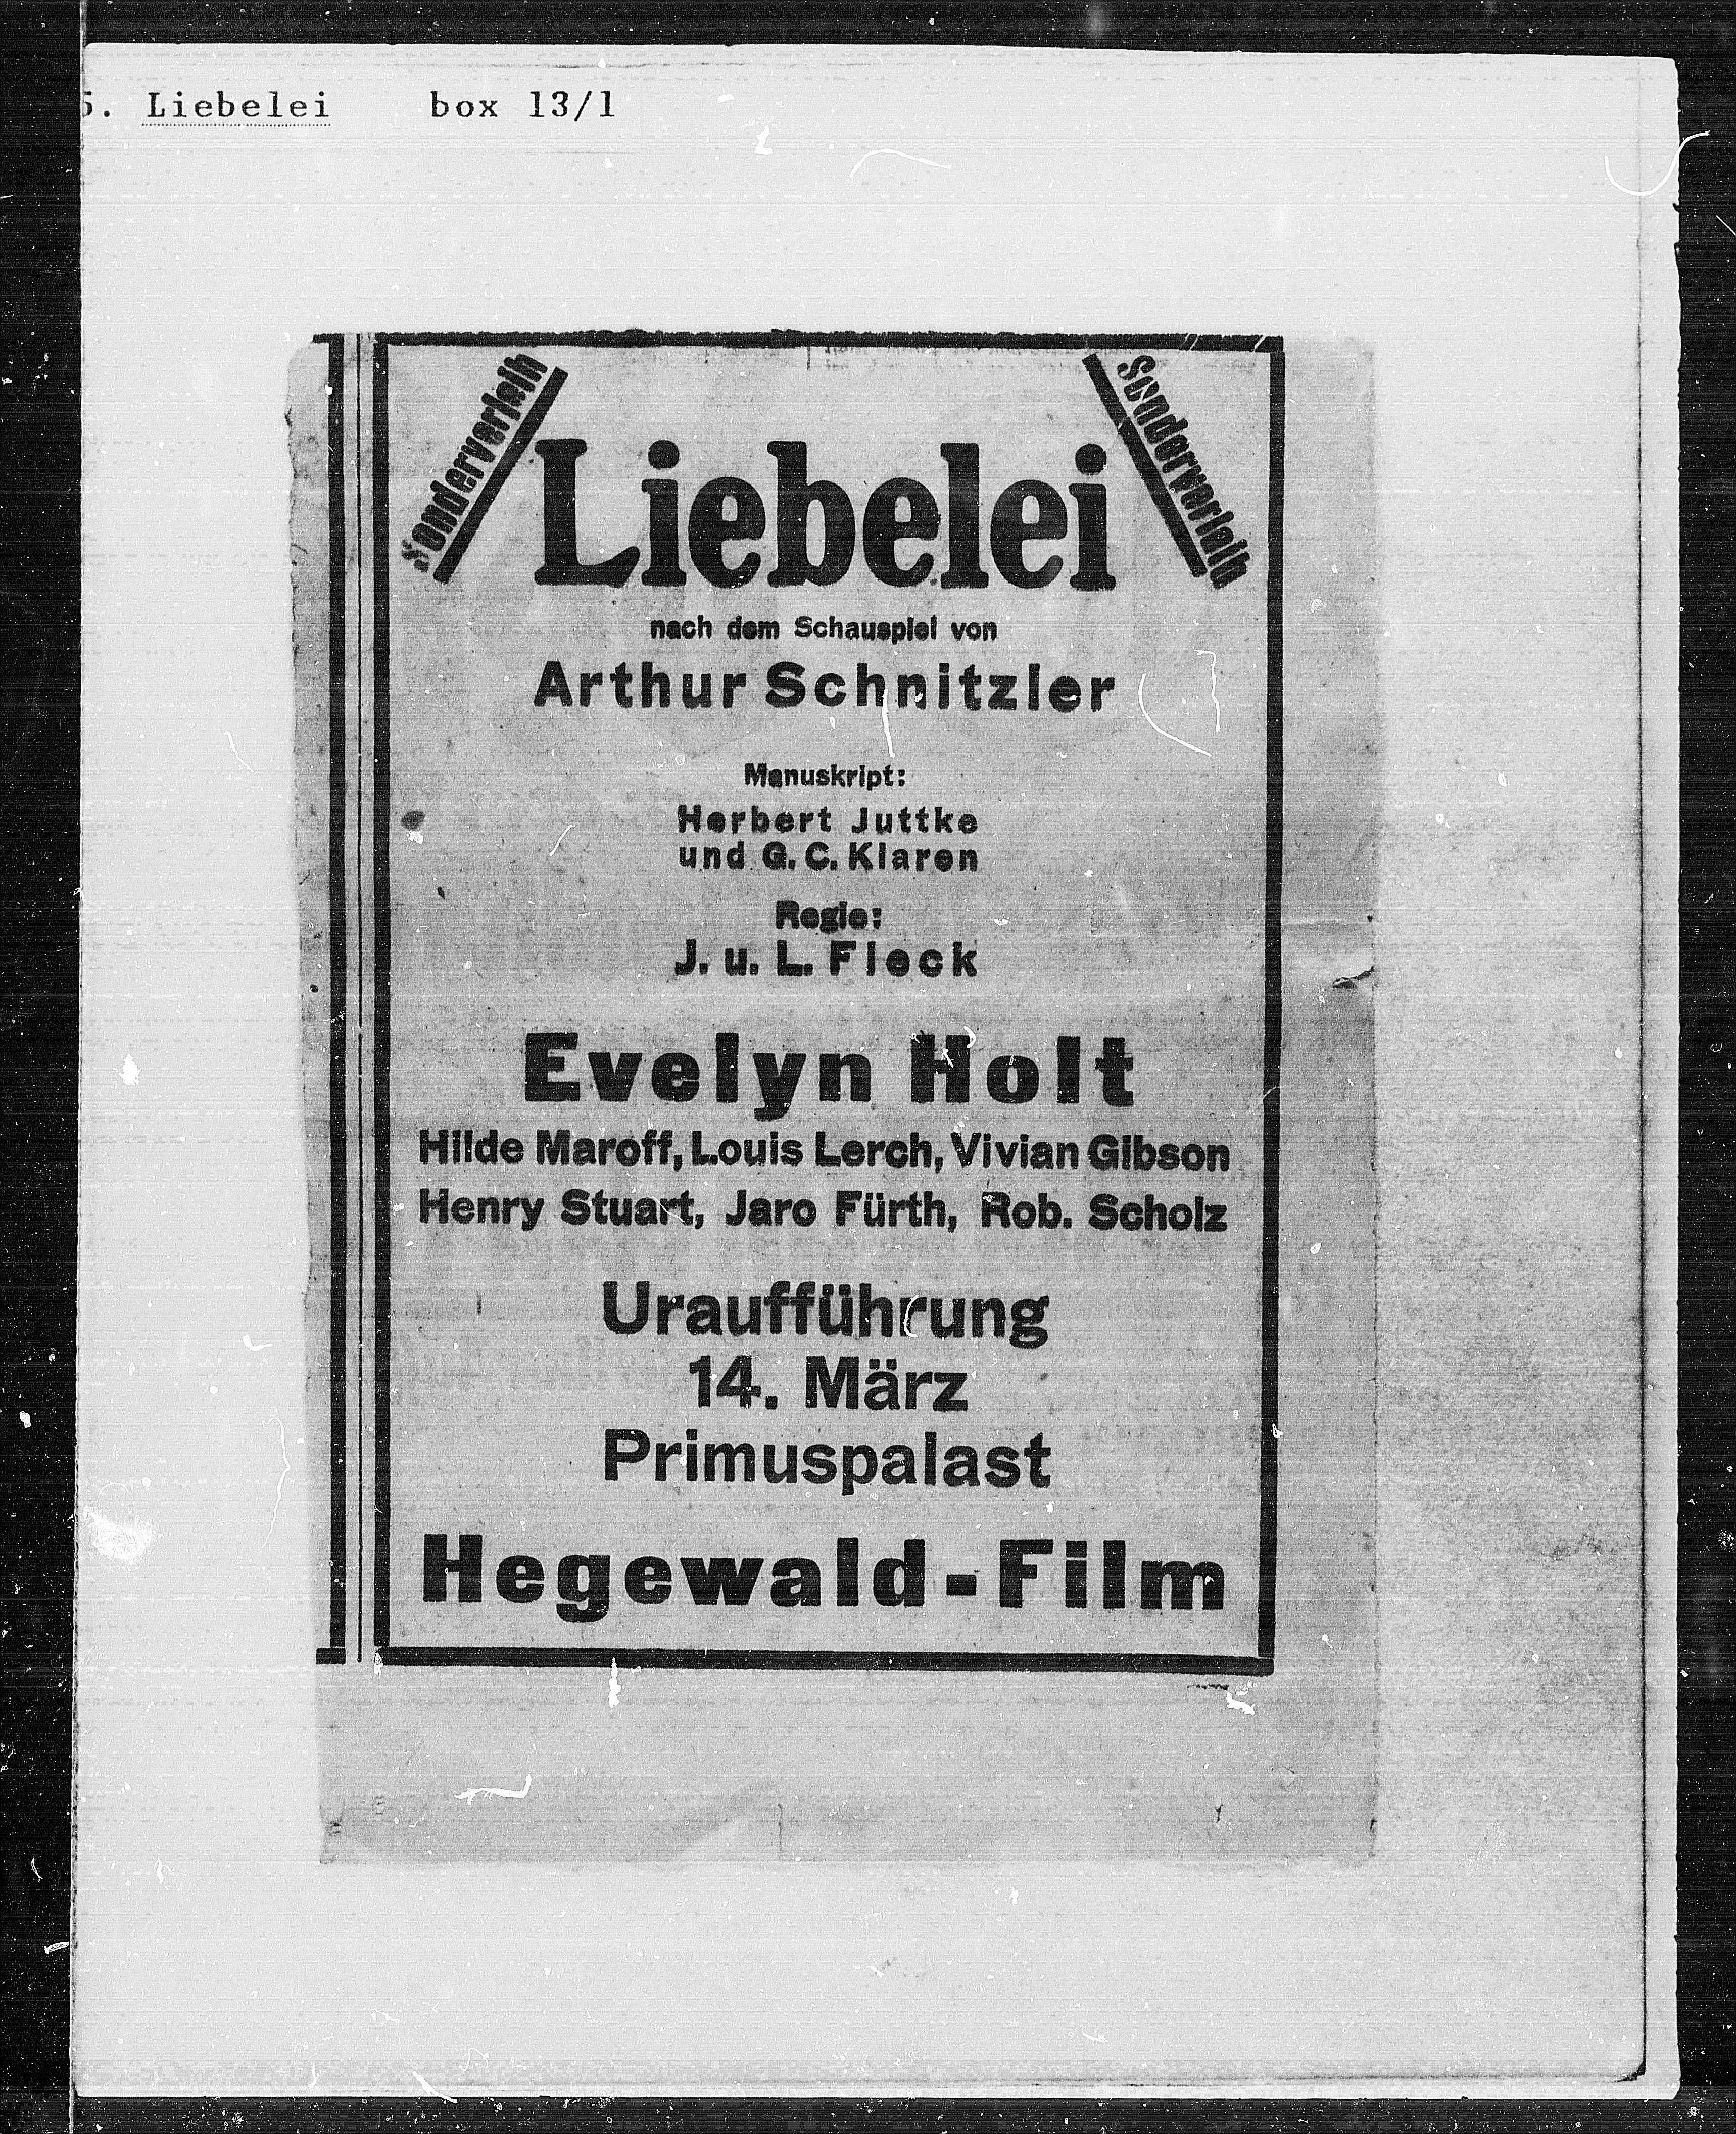 5. Liebelei box 13/1
Sonderverleih
Sonderverleih
Liebelei
nach dem Schauspiel von
Arthur Schnitzler
Manuskript:
Herbert Juttke
und G. C. Klaren
Regie:
J. u. L. Fleck
Evelyn Holt
Hilde Maroff, Louis Lerch, Vivian Gibson
Henry Stuart, Jaro Fürth, Rob. Scholz
Uraufführung
14. März
Primuspalast
Hegewald-Film